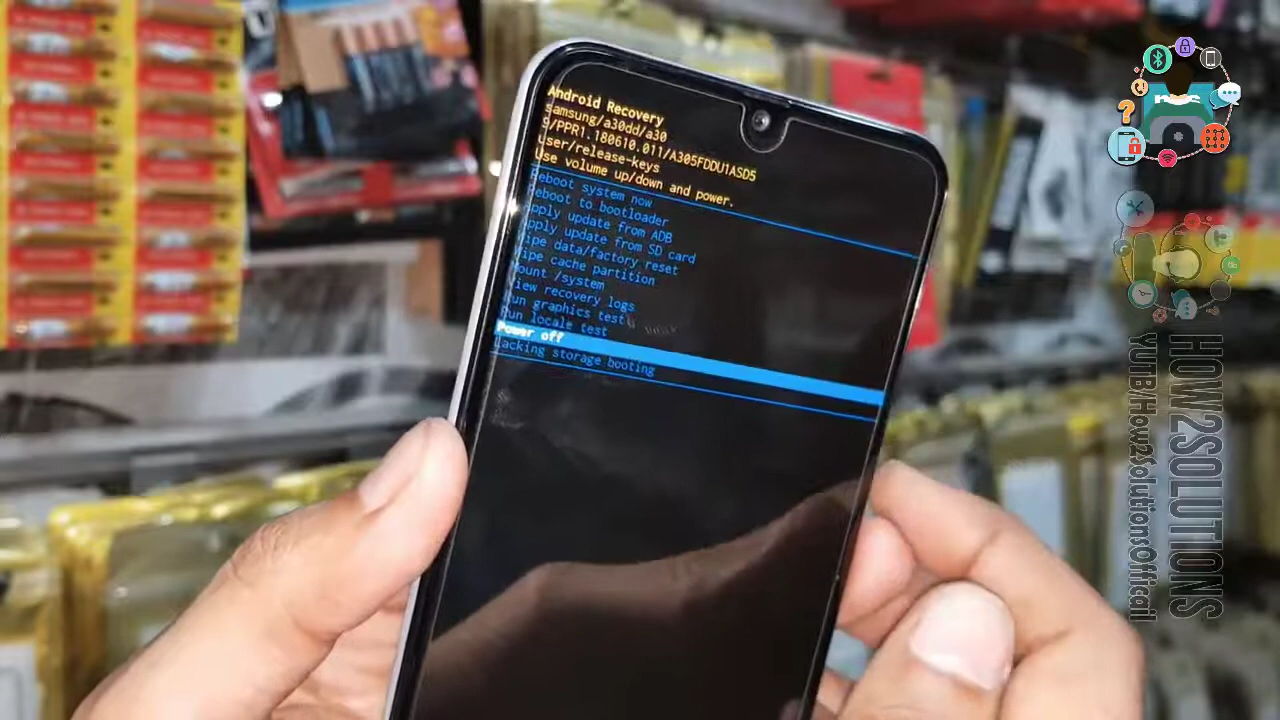 Android Recovery
samsung/a30dd/a30
9/PPR1.180610.011/A305FDDU1ASD5
user/release-keys
Use volume up/down and power.
Reboot system now
Reboot to bootloader
Apply update from ADB
Apply update from SD card
Wipe data/factory reset
Wipe cache partition
Mount /system
View recovery logs
Run graphics test
Run locale test
Power off
Lacking storage booting
HOW2SOLUTIONS
YUTB/How2SolutionsOfficail